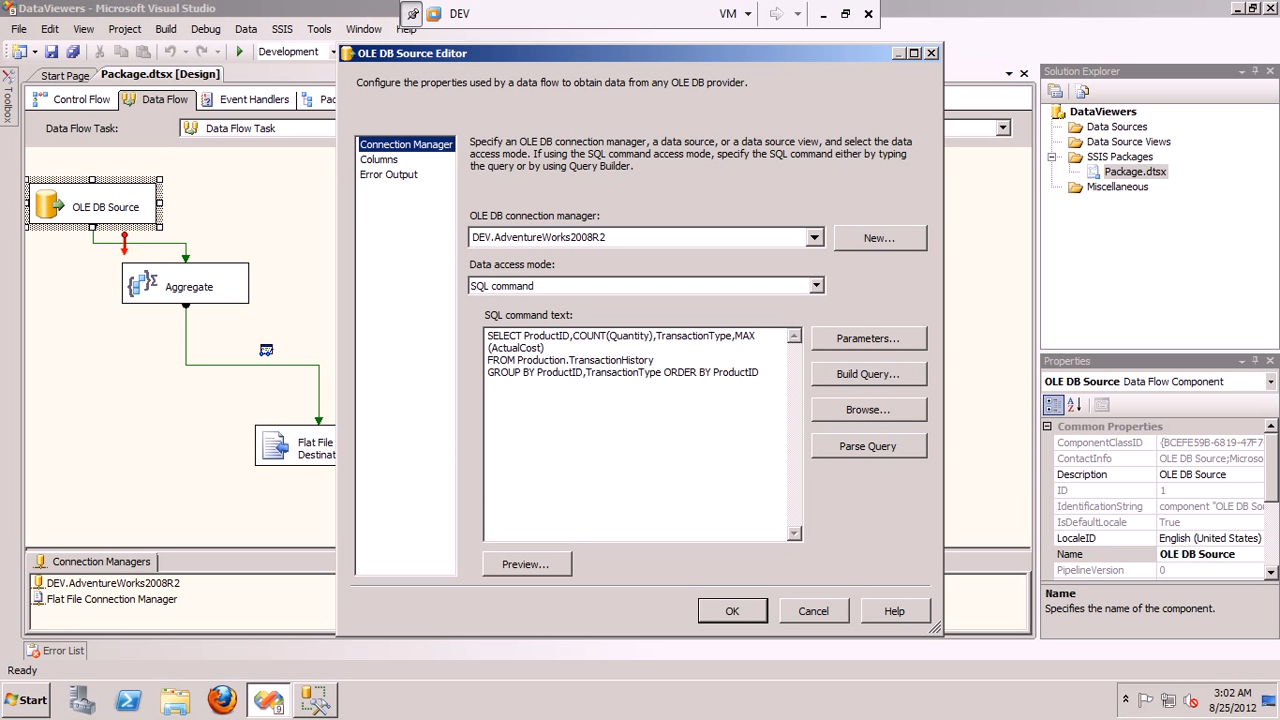 DataViewers - Microsoft Visual Studio
DEV
VM
File Edit View Project Build Debug Data SSIS Tools Window
Development
Start Page Package.dtsx [Design]
Control Flow Data Flow Event Handlers
Data Flow Task: Data Flow Task
Toolbox
OLE DB Source
Aggregate
Flat File
Connection Managers
DEV.AdventureWorks2008R2
Flat File Connection Manager
Error List
Ready
OLE DB Source Editor
Configure the properties used by a data flow to obtain data from any OLE DB provider.
Connection Manager
Columns
Error Output
Specify an OLE DB connection manager, a data source, or a data source view, and select the data
access mode. If using the SQL command access mode, specify the SQL command either by typing
the query or by using Query Builder.
OLE DB connection manager:
DEV.AdventureWorks2008R2
New...
Data access mode:
SQL command
SQL command text:
SELECT ProductID,COUNT(Quantity),TransactionType,MAX
(ActualCost)
FROM Production.TransactionHistory
GROUP BY ProductID,TransactionType ORDER BY ProductID
Parameters...
Build Query...
Browse...
Parse Query
Preview...
OK Cancel Help
Solution Explorer
DataViewers
Data Sources
Data Source Views
SSIS Packages
Package.dtsx
Miscellaneous
Properties
OLE DB Source Data Flow Component
Common Properties
ComponentClassID {BCEFE59B-6819-47F7
ContactInfo OLE DB Source;Microso
Description OLE DB Source
ID 1
IdentificationString component "OLE DB So
IsDefaultLocale True
LocaleID English (United States)
Name OLE DB Source
PipelineVersion 0
Name
Specifies the name of the component.
Start
3:02 AM
8/25/2012